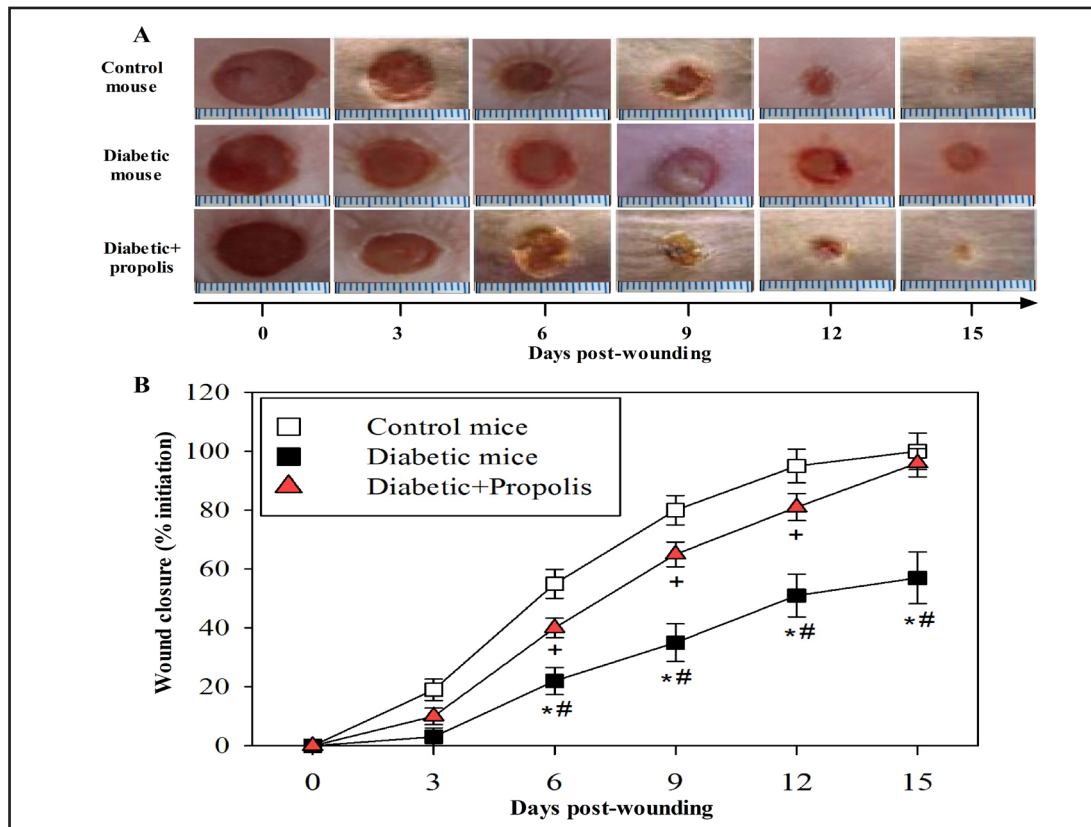 A
Control
mouse
Diabetic
mouse
Diabetic+
propolis
0 3 6 9 12 15
Days post-wounding
B
120
100
80
60
40
20
0
Wound closure (% initiation)
Control mice
Diabetic mice
Diabetic+Propolis
+ + +
*# *# *# *#
0 3 6 9 12 15
Days post-wounding